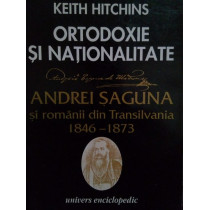 KEITH HITCHINS
ORTODOXIE
ȘI NAȚIONALITATE
ANDREI ȘAGUNA
și românii din Transilvania
1846–1873
univers enciclopedic